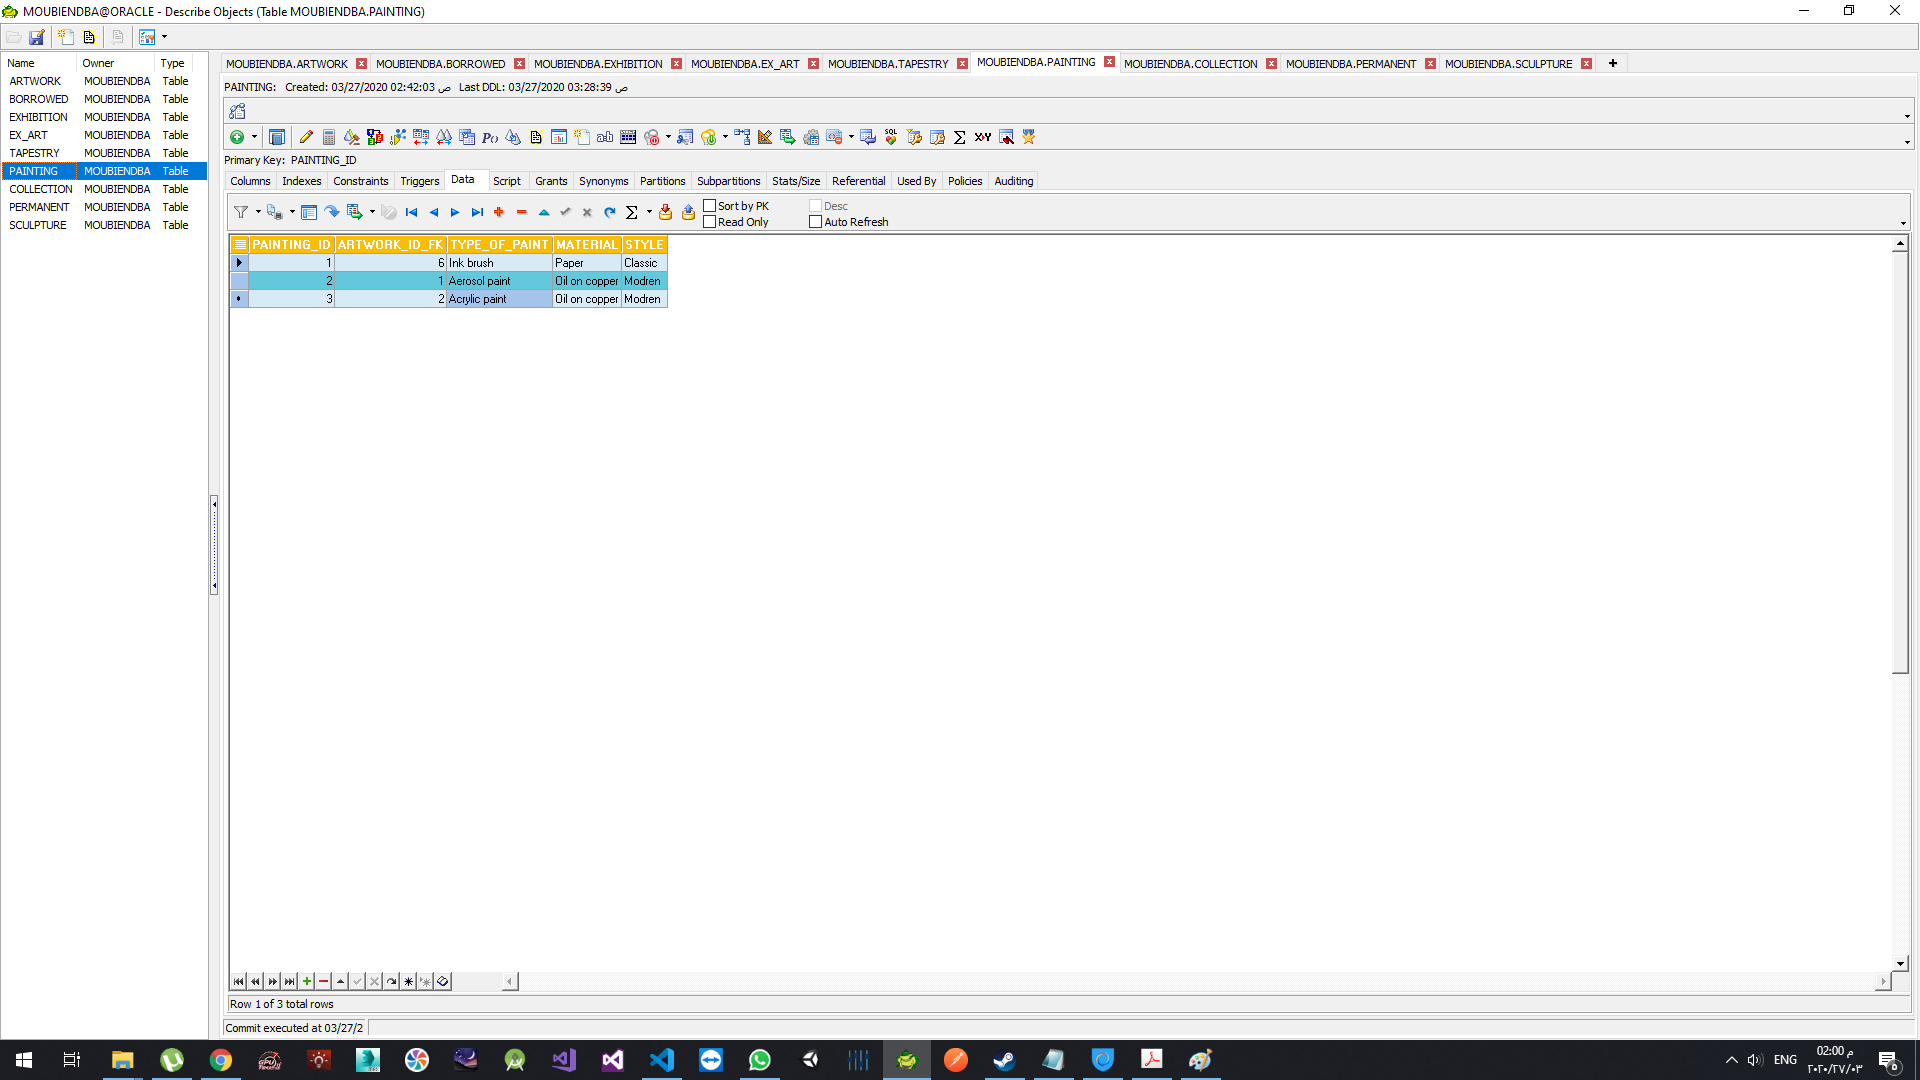 MOUBIENDBA@ORACLE - Describe Objects (Table MOUBIENDBA.PAINTING)
Name Owner Type
ARTWORK MOUBIENDBA Table
BORROWED MOUBIENDBA Table
EXHIBITION MOUBIENDBA Table
EX_ART MOUBIENDBA Table
TAPESTRY MOUBIENDBA Table
PAINTING MOUBIENDBA Table
COLLECTION MOUBIENDBA Table
PERMANENT MOUBIENDBA Table
SCULPTURE MOUBIENDBA Table
MOUBIENDBA.ARTWORK MOUBIENDBA.BORROWED MOUBIENDBA.EXHIBITION MOUBIENDBA.EX_ART MOUBIENDBA.TAPESTRY MOUBIENDBA.PAINTING MOUBIENDBA.COLLECTION MOUBIENDBA.PERMANENT MOUBIENDBA.SCULPTURE
PAINTING: Created: 03/27/2020 02:42:03 ص Last DDL: 03/27/2020 03:28:39 ص
Primary Key: PAINTING_ID
Columns Indexes Constraints Triggers Data Script Grants Synonyms Partitions Subpartitions Stats/Size Referential Used By Policies Auditing
Sort by PK Desc
Read Only Auto Refresh
PAINTING_ID ARTWORK_ID_FK TYPE_OF_PAINT MATERIAL STYLE
1 6 Ink brush Paper Classic
2 1 Aerosol paint Oil on copper Modren
3 2 Acrylic paint Oil on copper Modren
Row 1 of 3 total rows
Commit executed at 03/27/2
ENG
02:00 م
٢٠٢٠/٢٧/٠٣